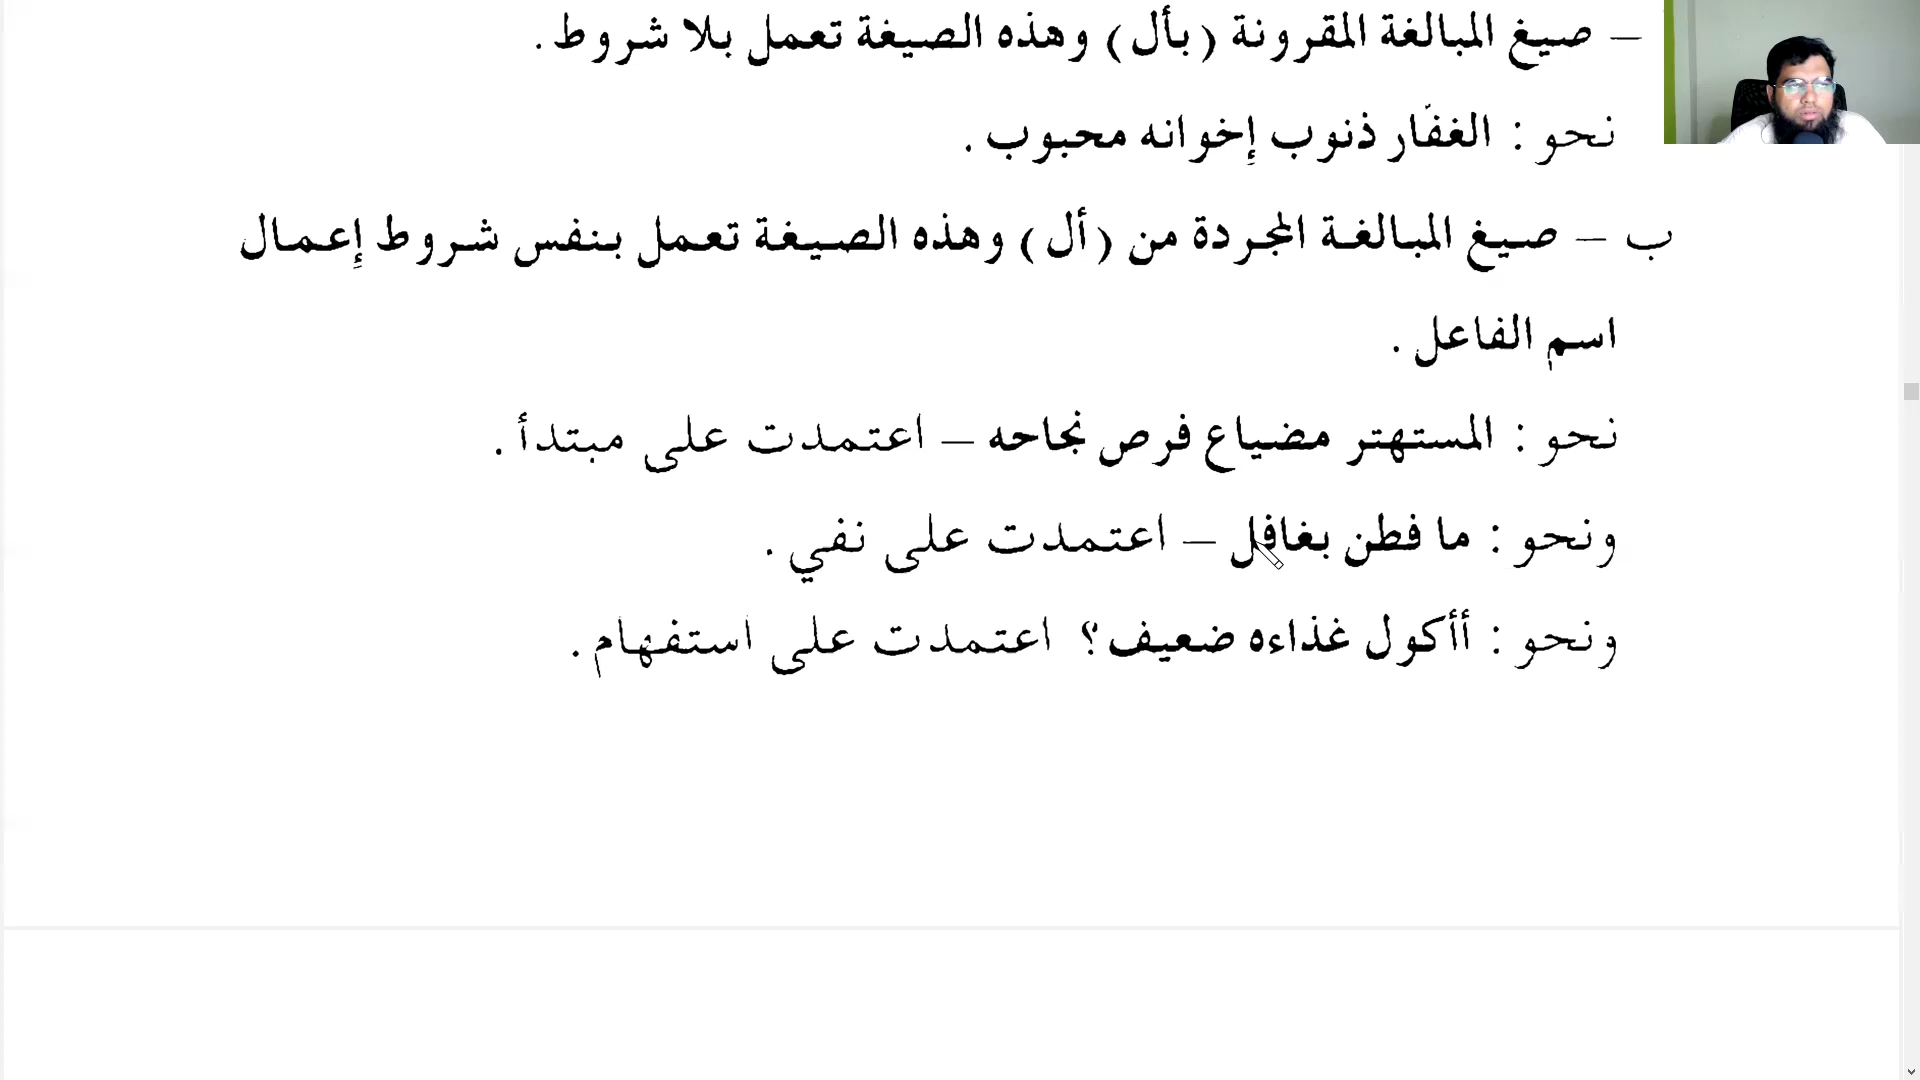 – صيغ المبالغة المقرونة (بأل) وهذه الصيغة تعمل بلا شروط.
نحو : الغفّار ذنوب إخوانه محبوب .
ب – صيغ المبالغة المجردة من (أل) وهذه الصيغة تعمل بنفس شروط إعمال
اسم الفاعل .
نحو : المستهتر مضياع فرص نجاحه – اعتمدت على مبتدأ .
ونحو : ما فطن بغافل – اعتمدت على نفي .
ونحو : أأكول غذاءه ضعيف؟ اعتمدت على استفهام .